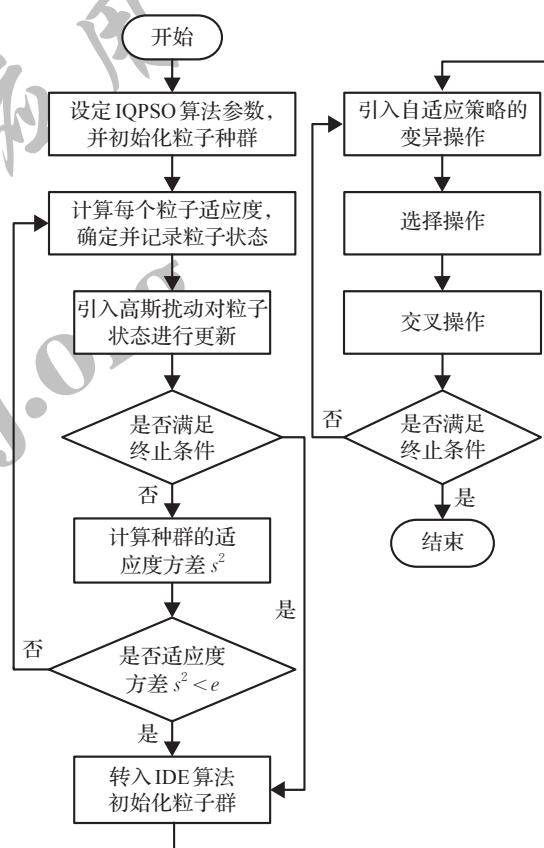 开始
设定IQPSO算法参数,
并初始化粒子种群
计算每个粒子适应度,
确定并记录粒子状态
引入高斯扰动对粒子
状态进行更新
是否满足
终止条件
否
计算种群的适
应度方差 s²
是
否
是否适应度
方差 s² < e
是
转入IDE算法
初始化粒子群
引入自适应策略的
变异操作
选择操作
交叉操作
否
是否满足
终止条件
是
结束